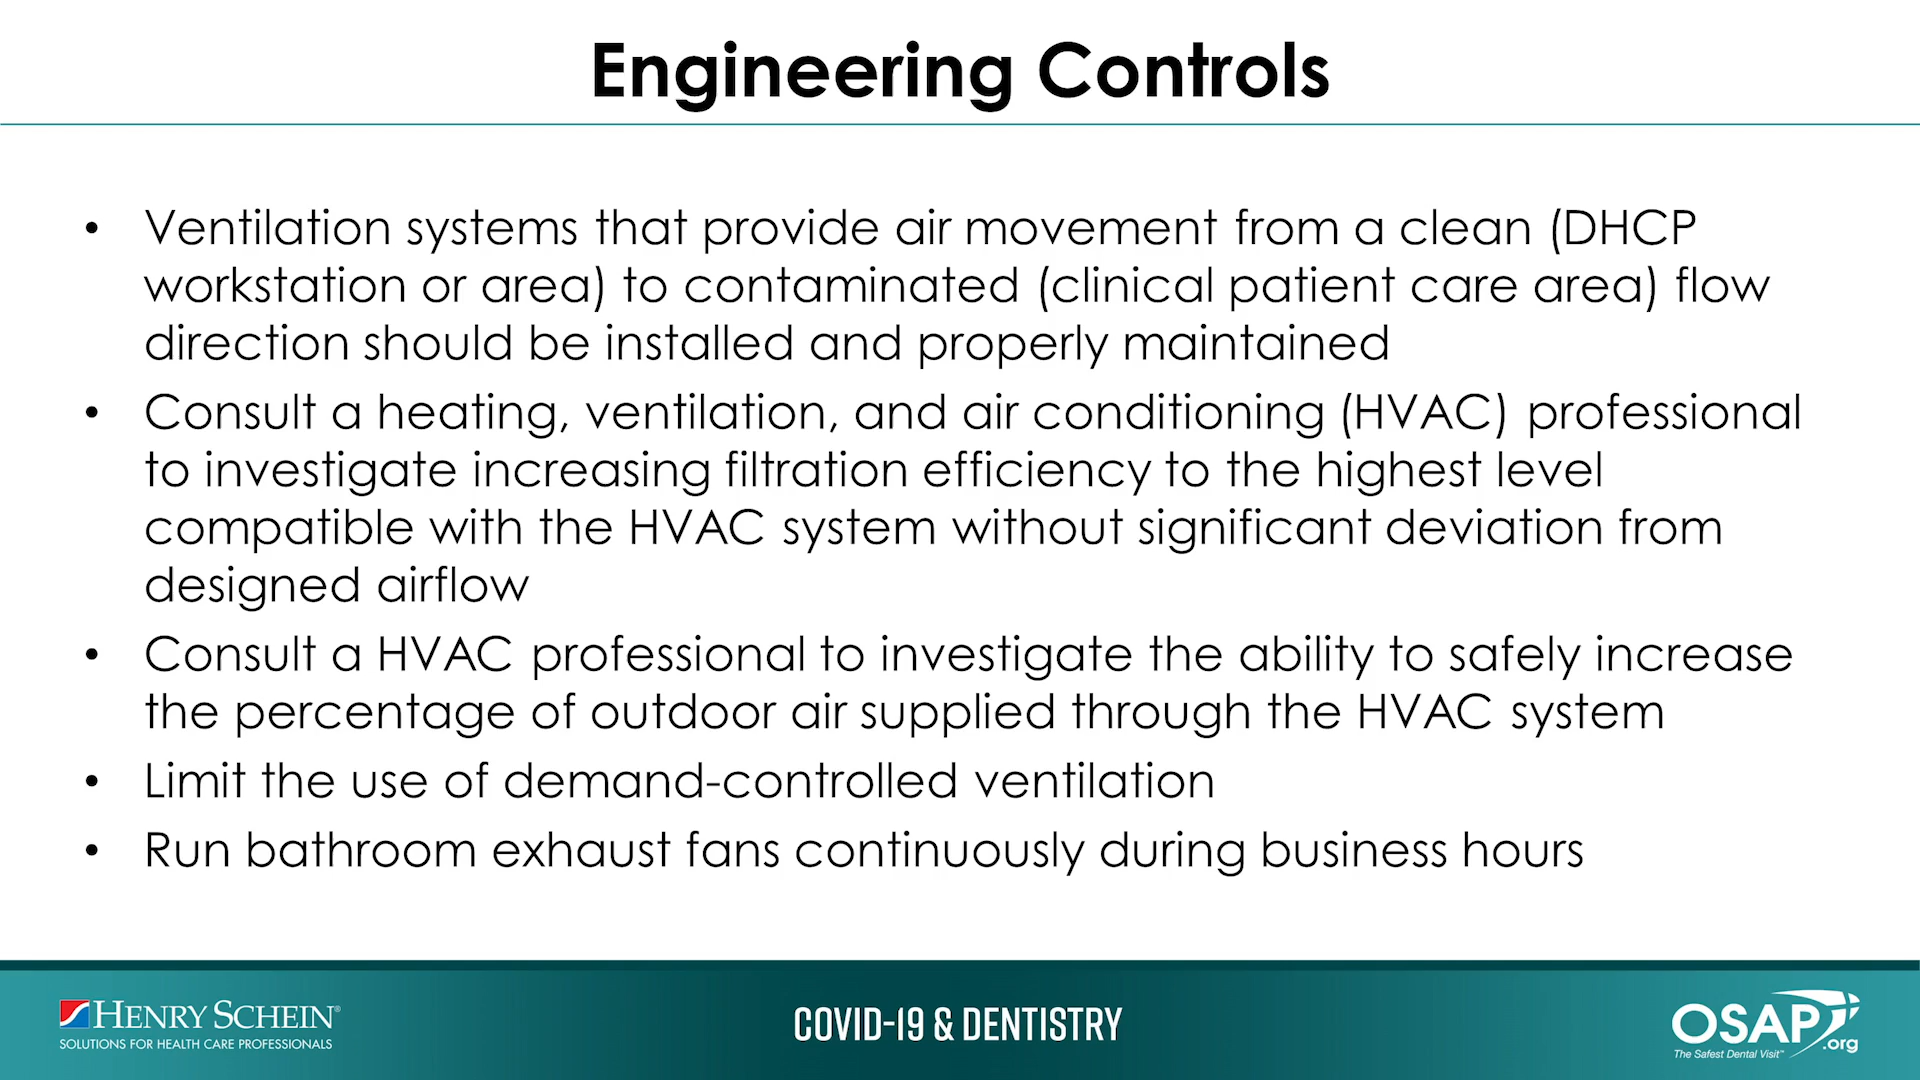 Engineering Controls
• Ventilation systems that provide air movement from a clean (DHCP
workstation or area) to contaminated (clinical patient care area) flow
direction should be installed and properly maintained
• Consult a heating, ventilation, and air conditioning (HVAC) professional
to investigate increasing filtration efficiency to the highest level
compatible with the HVAC system without significant deviation from
designed airflow
• Consult a HVAC professional to investigate the ability to safely increase
the percentage of outdoor air supplied through the HVAC system
• Limit the use of demand-controlled ventilation
• Run bathroom exhaust fans continuously during business hours
HENRY SCHEIN®
SOLUTIONS FOR HEALTH CARE PROFESSIONALS
COVID-19 & DENTISTRY
OSAP
.org
The Safest Dental Visit™